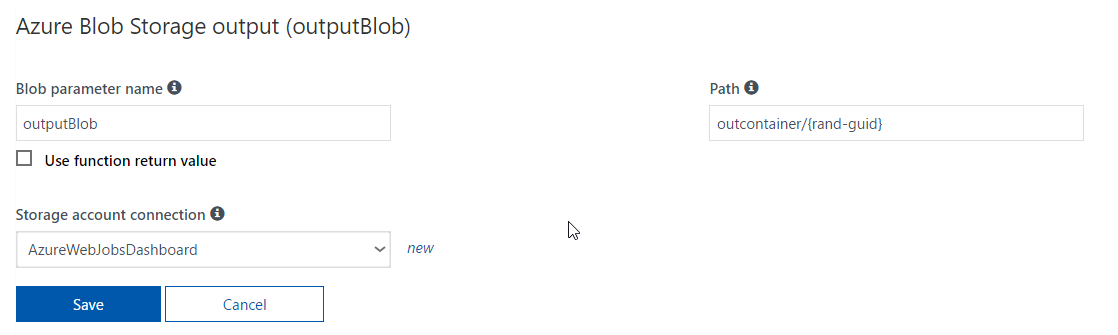 Azure Blob Storage output (outputBlob)
Blob parameter name
Path
outputBlob
outcontainer/{rand-guid}
Use function return value
Storage account connection
AzureWebJobsDashboard
new
Save
Cancel